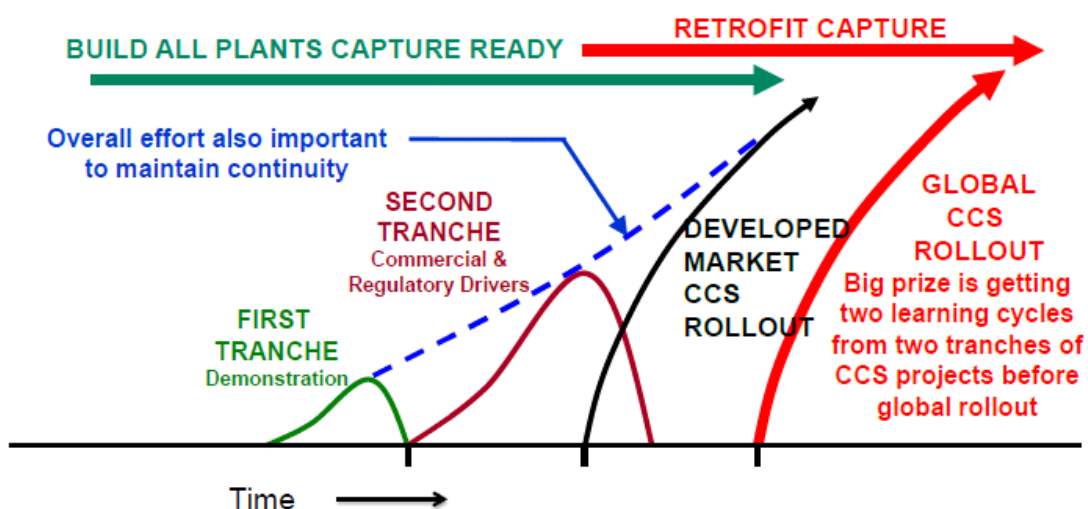 BUILD ALL PLANTS CAPTURE READY
RETROFIT CAPTURE
Overall effort also important
to maintain continuity
SECOND
TRANCHE
Commercial &
Regulatory Drivers
FIRST
TRANCHE
Demonstration
DEVELOPED
MARKET
CCS
ROLLOUT
GLOBAL
CCS
ROLLOUT
Big prize is getting
two learning cycles
from two tranches of
CCS projects before
global rollout
Time